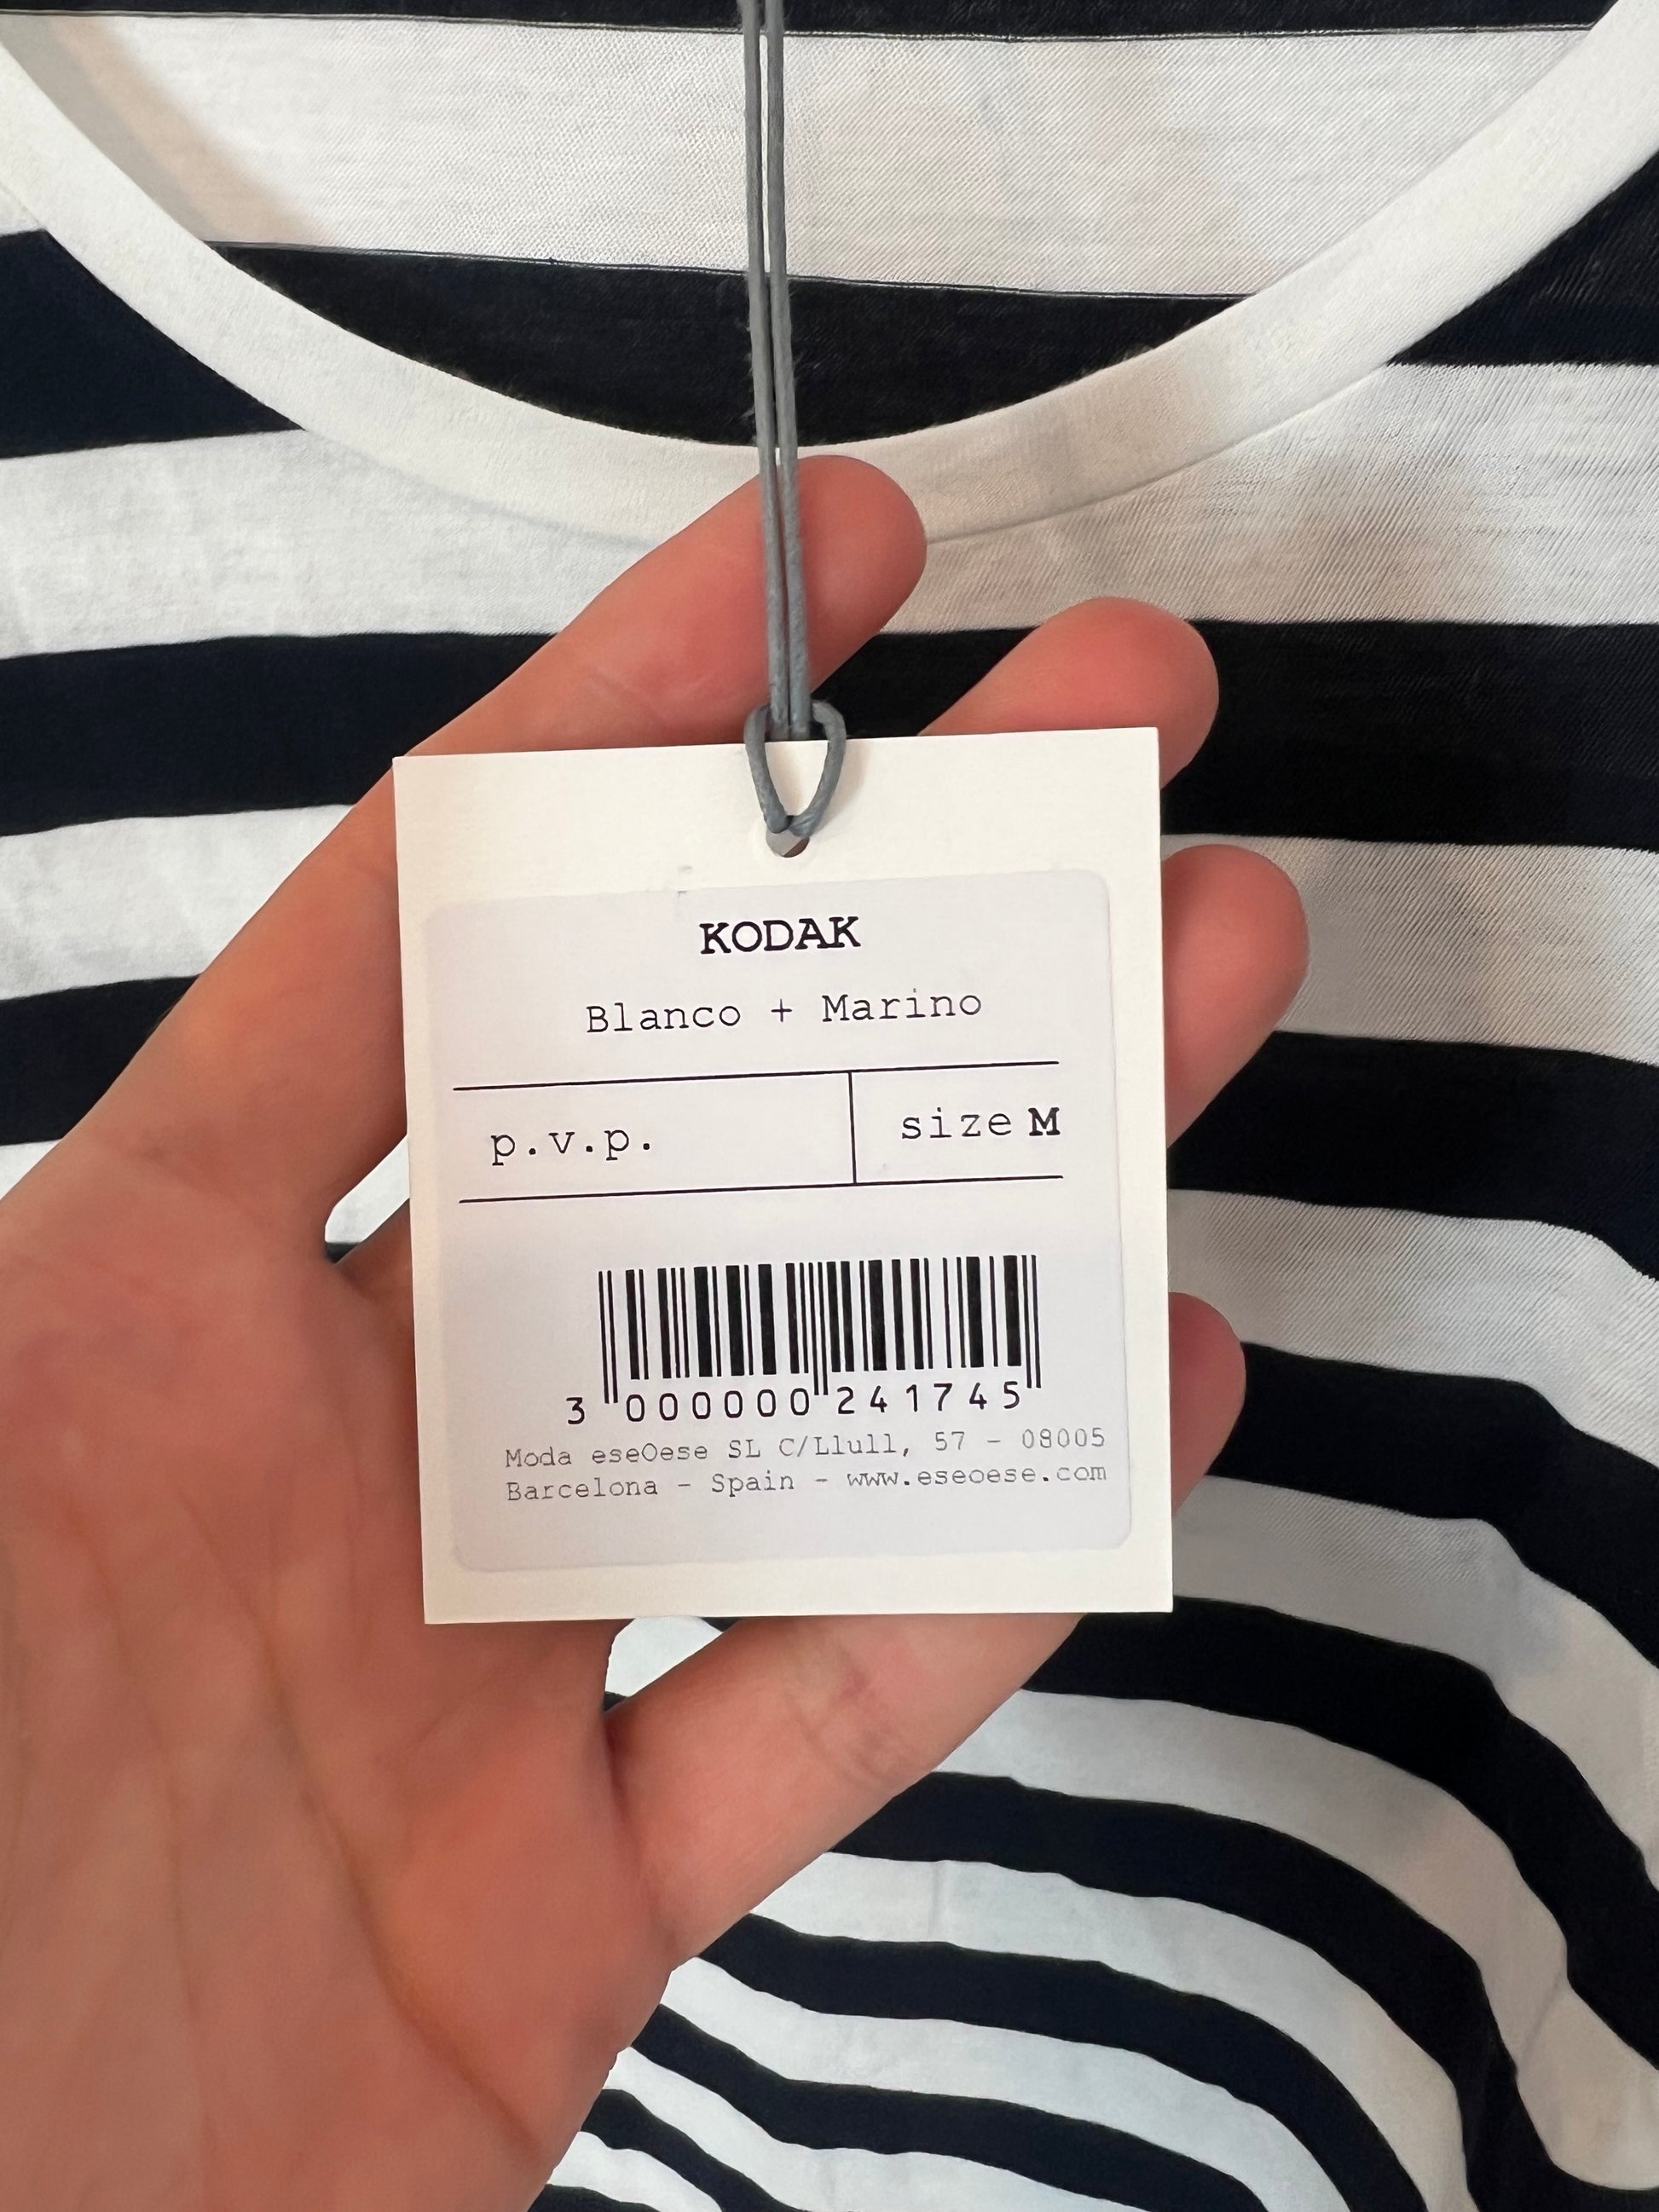 KODAK
Blanco + Marino
p.v.p.
size M
3 000000 241745
Moda eseOese SL C/Llull, 57 - 08005
Barcelona - Spain - www.eseoese.com